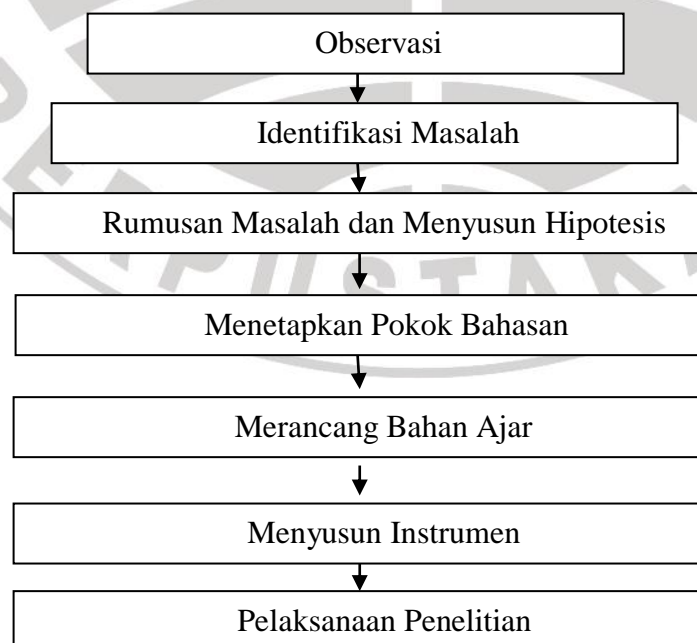 Observasi
Identifikasi Masalah
Rumusan Masalah dan Menyusun Hipotesis
Menetapkan Pokok Bahasan
Merancang Bahan Ajar
Menyusun Instrumen
Pelaksanaan Penelitian